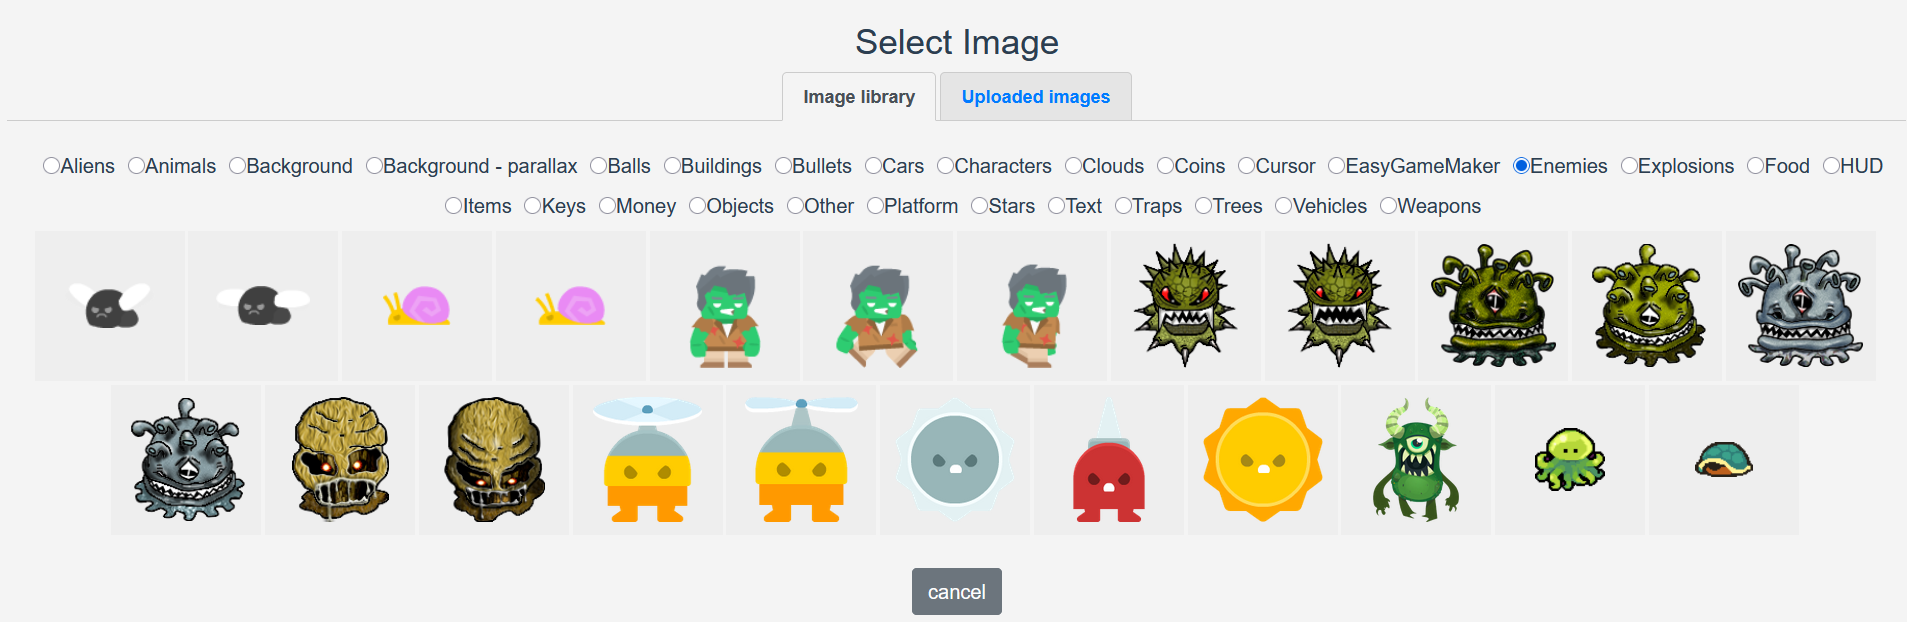 Select Image
Image library Uploaded images
Aliens Animals Background Background - parallax Balls Buildings Bullets Cars Characters Clouds Coins Cursor EasyGameMaker Enemies Explosions Food HUD
Items Keys Money Objects Other Platform Stars Text Traps Trees Vehicles Weapons
cancel